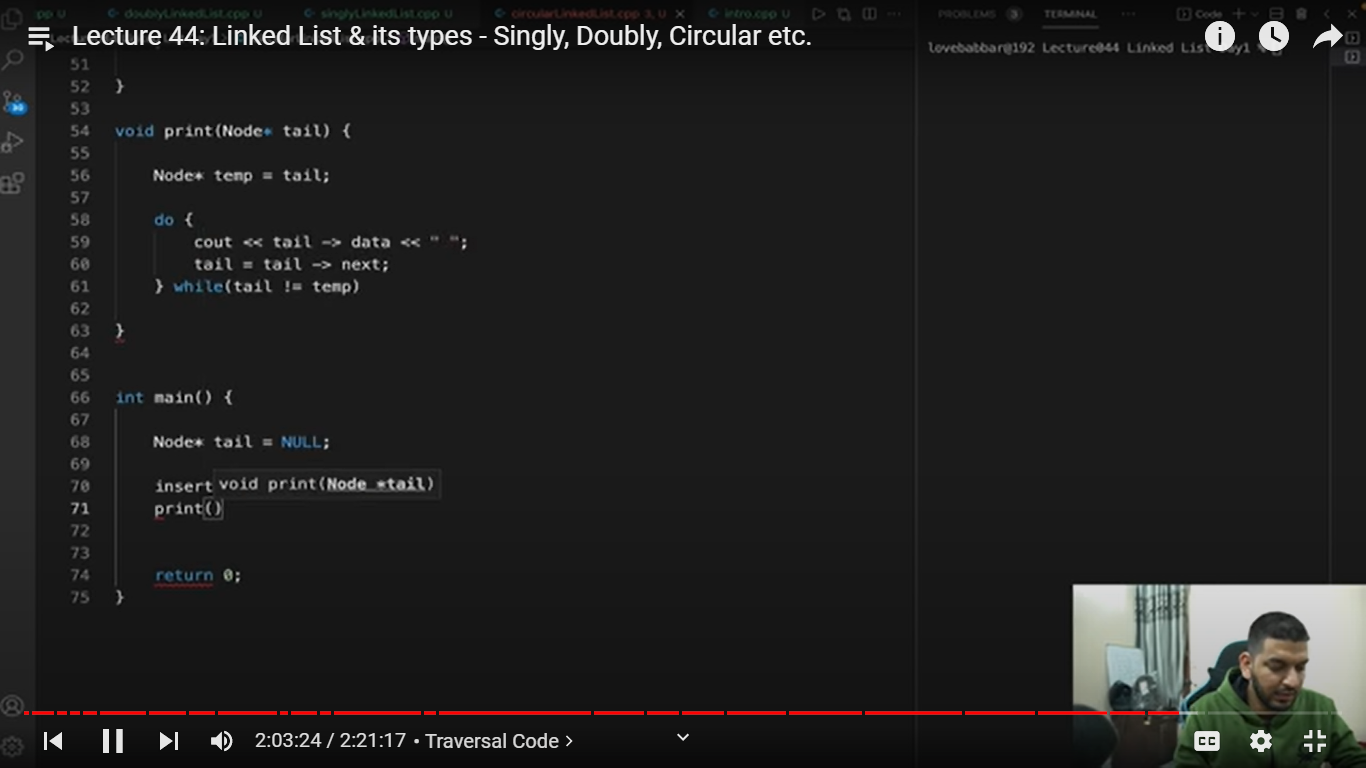 doublyLinkedList.cpp U singlyLinkedList.cpp U circularLinkedList.cpp 3, U intro.cpp U PROBLEMS 3 TERMINAL ··· Code
Lecture 44: Linked List & its types - Singly, Doubly, Circular etc.
lovebabbar@192 Lecture044 Linked List Day1 %
51
52 }
53
54 void print(Node* tail) {
55
56 Node* temp = tail;
57
58 do {
59 cout << tail -> data << " ";
60 tail = tail -> next;
61 } while(tail != temp)
62
63 }
64
65
66 int main() {
67
68 Node* tail = NULL;
69
70 insert void print(Node *tail)
71 print()
72
73
74 return 0;
75 }
2:03:24 / 2:21:17 • Traversal Code ›
CC